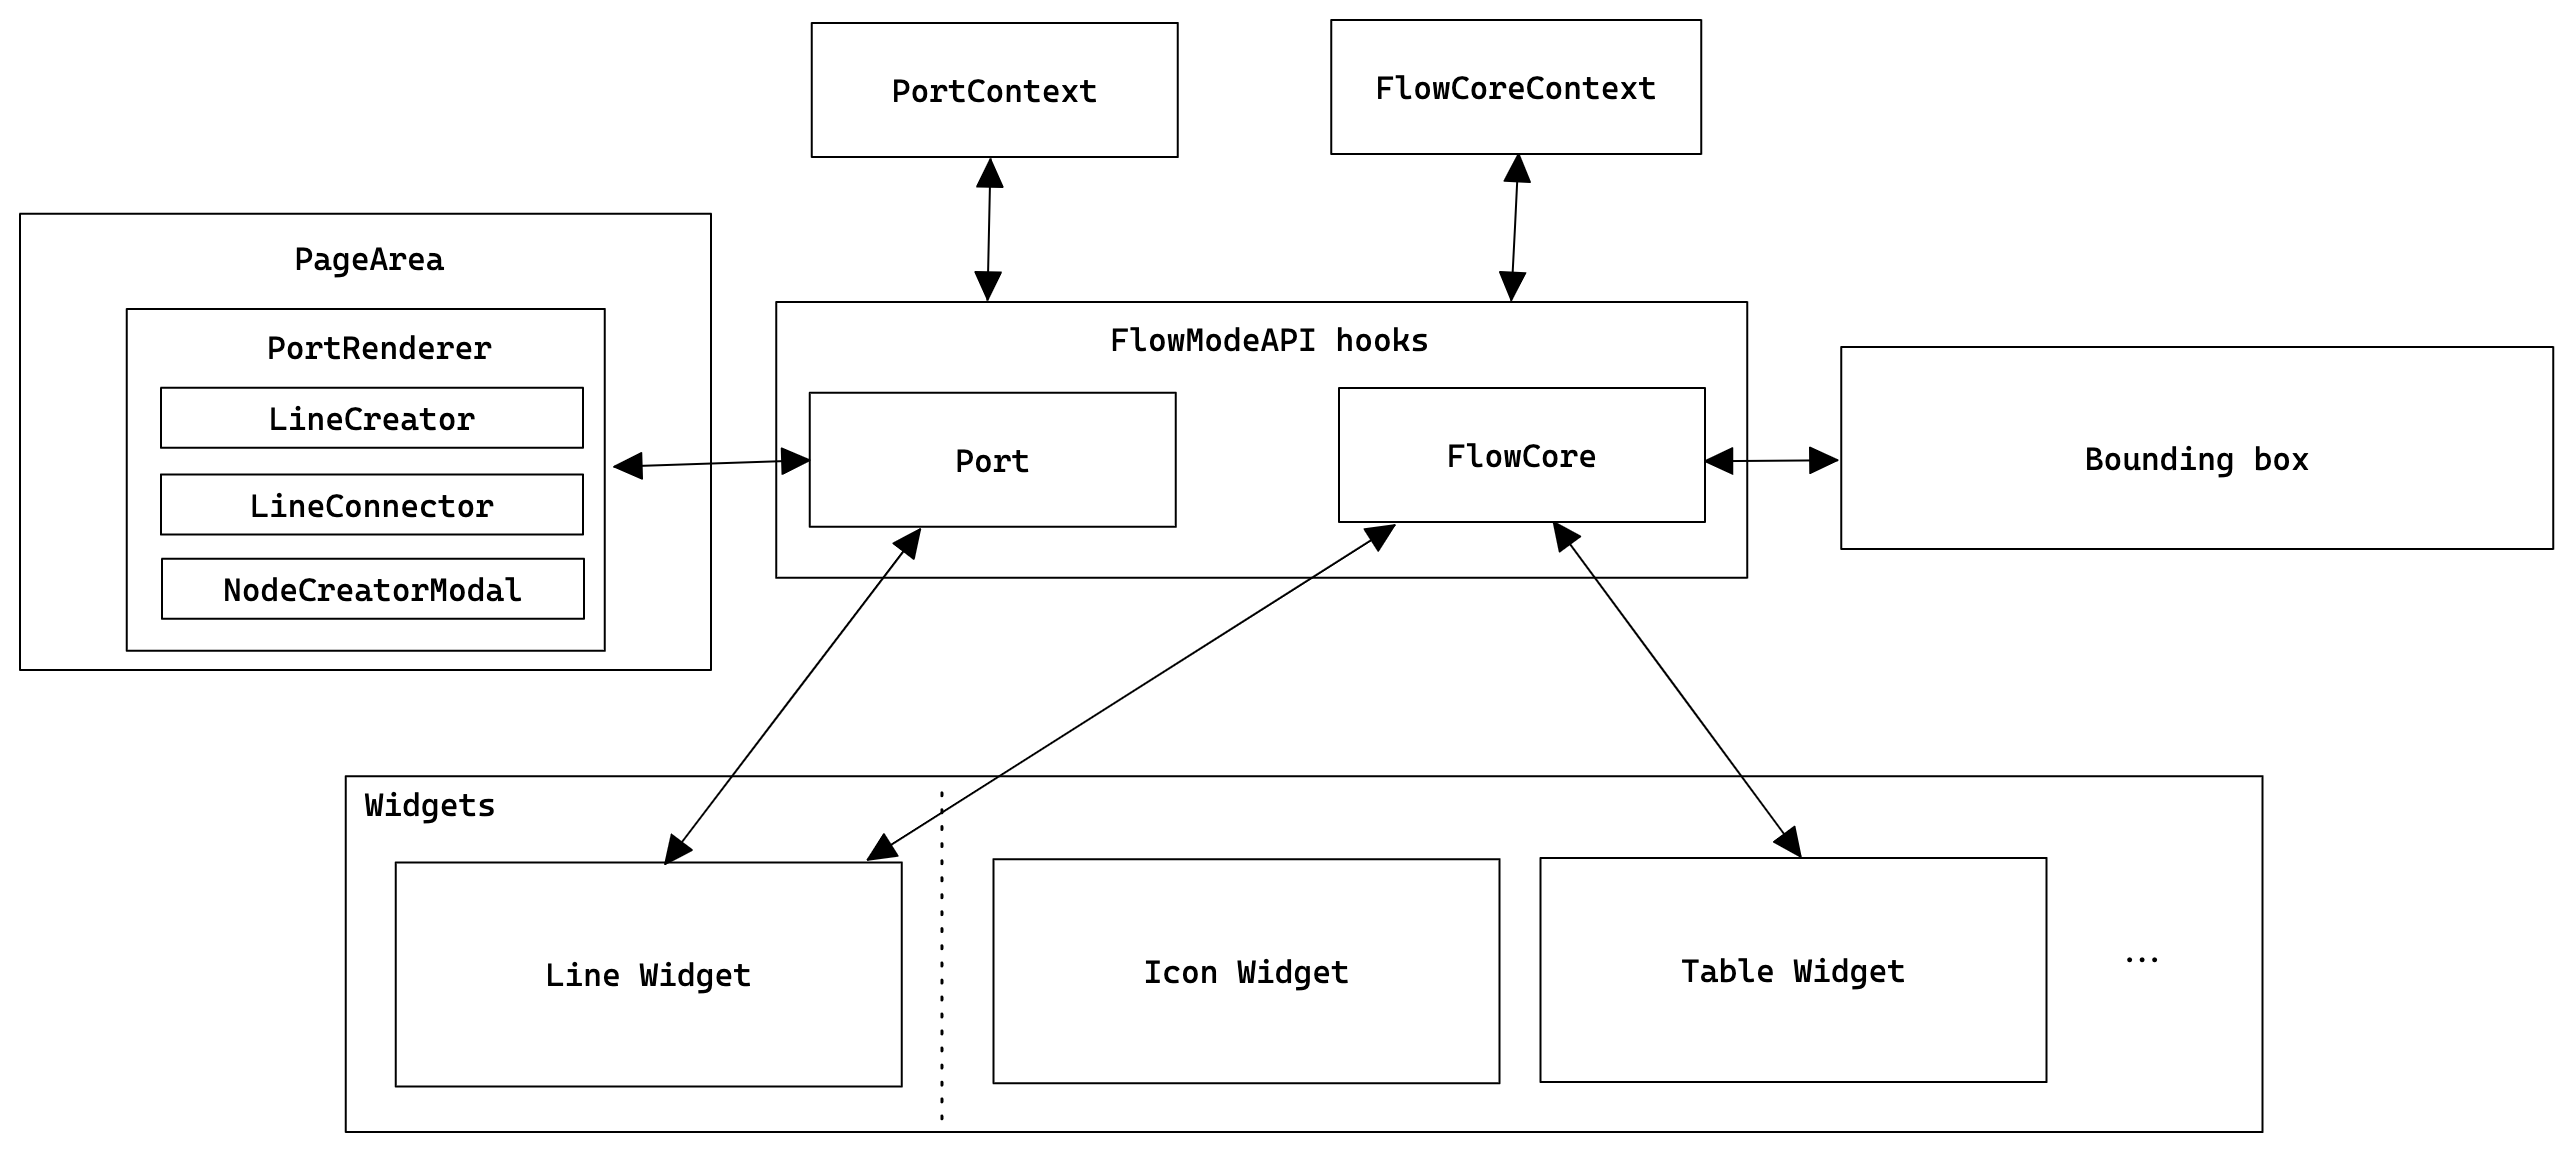 PortContext
FlowCoreContext
PageArea
PortRenderer
LineCreator
LineConnector
NodeCreatorModal
FlowModeAPI hooks
Port
FlowCore
Bounding box
Widgets
Line Widget
Icon Widget
Table Widget
...